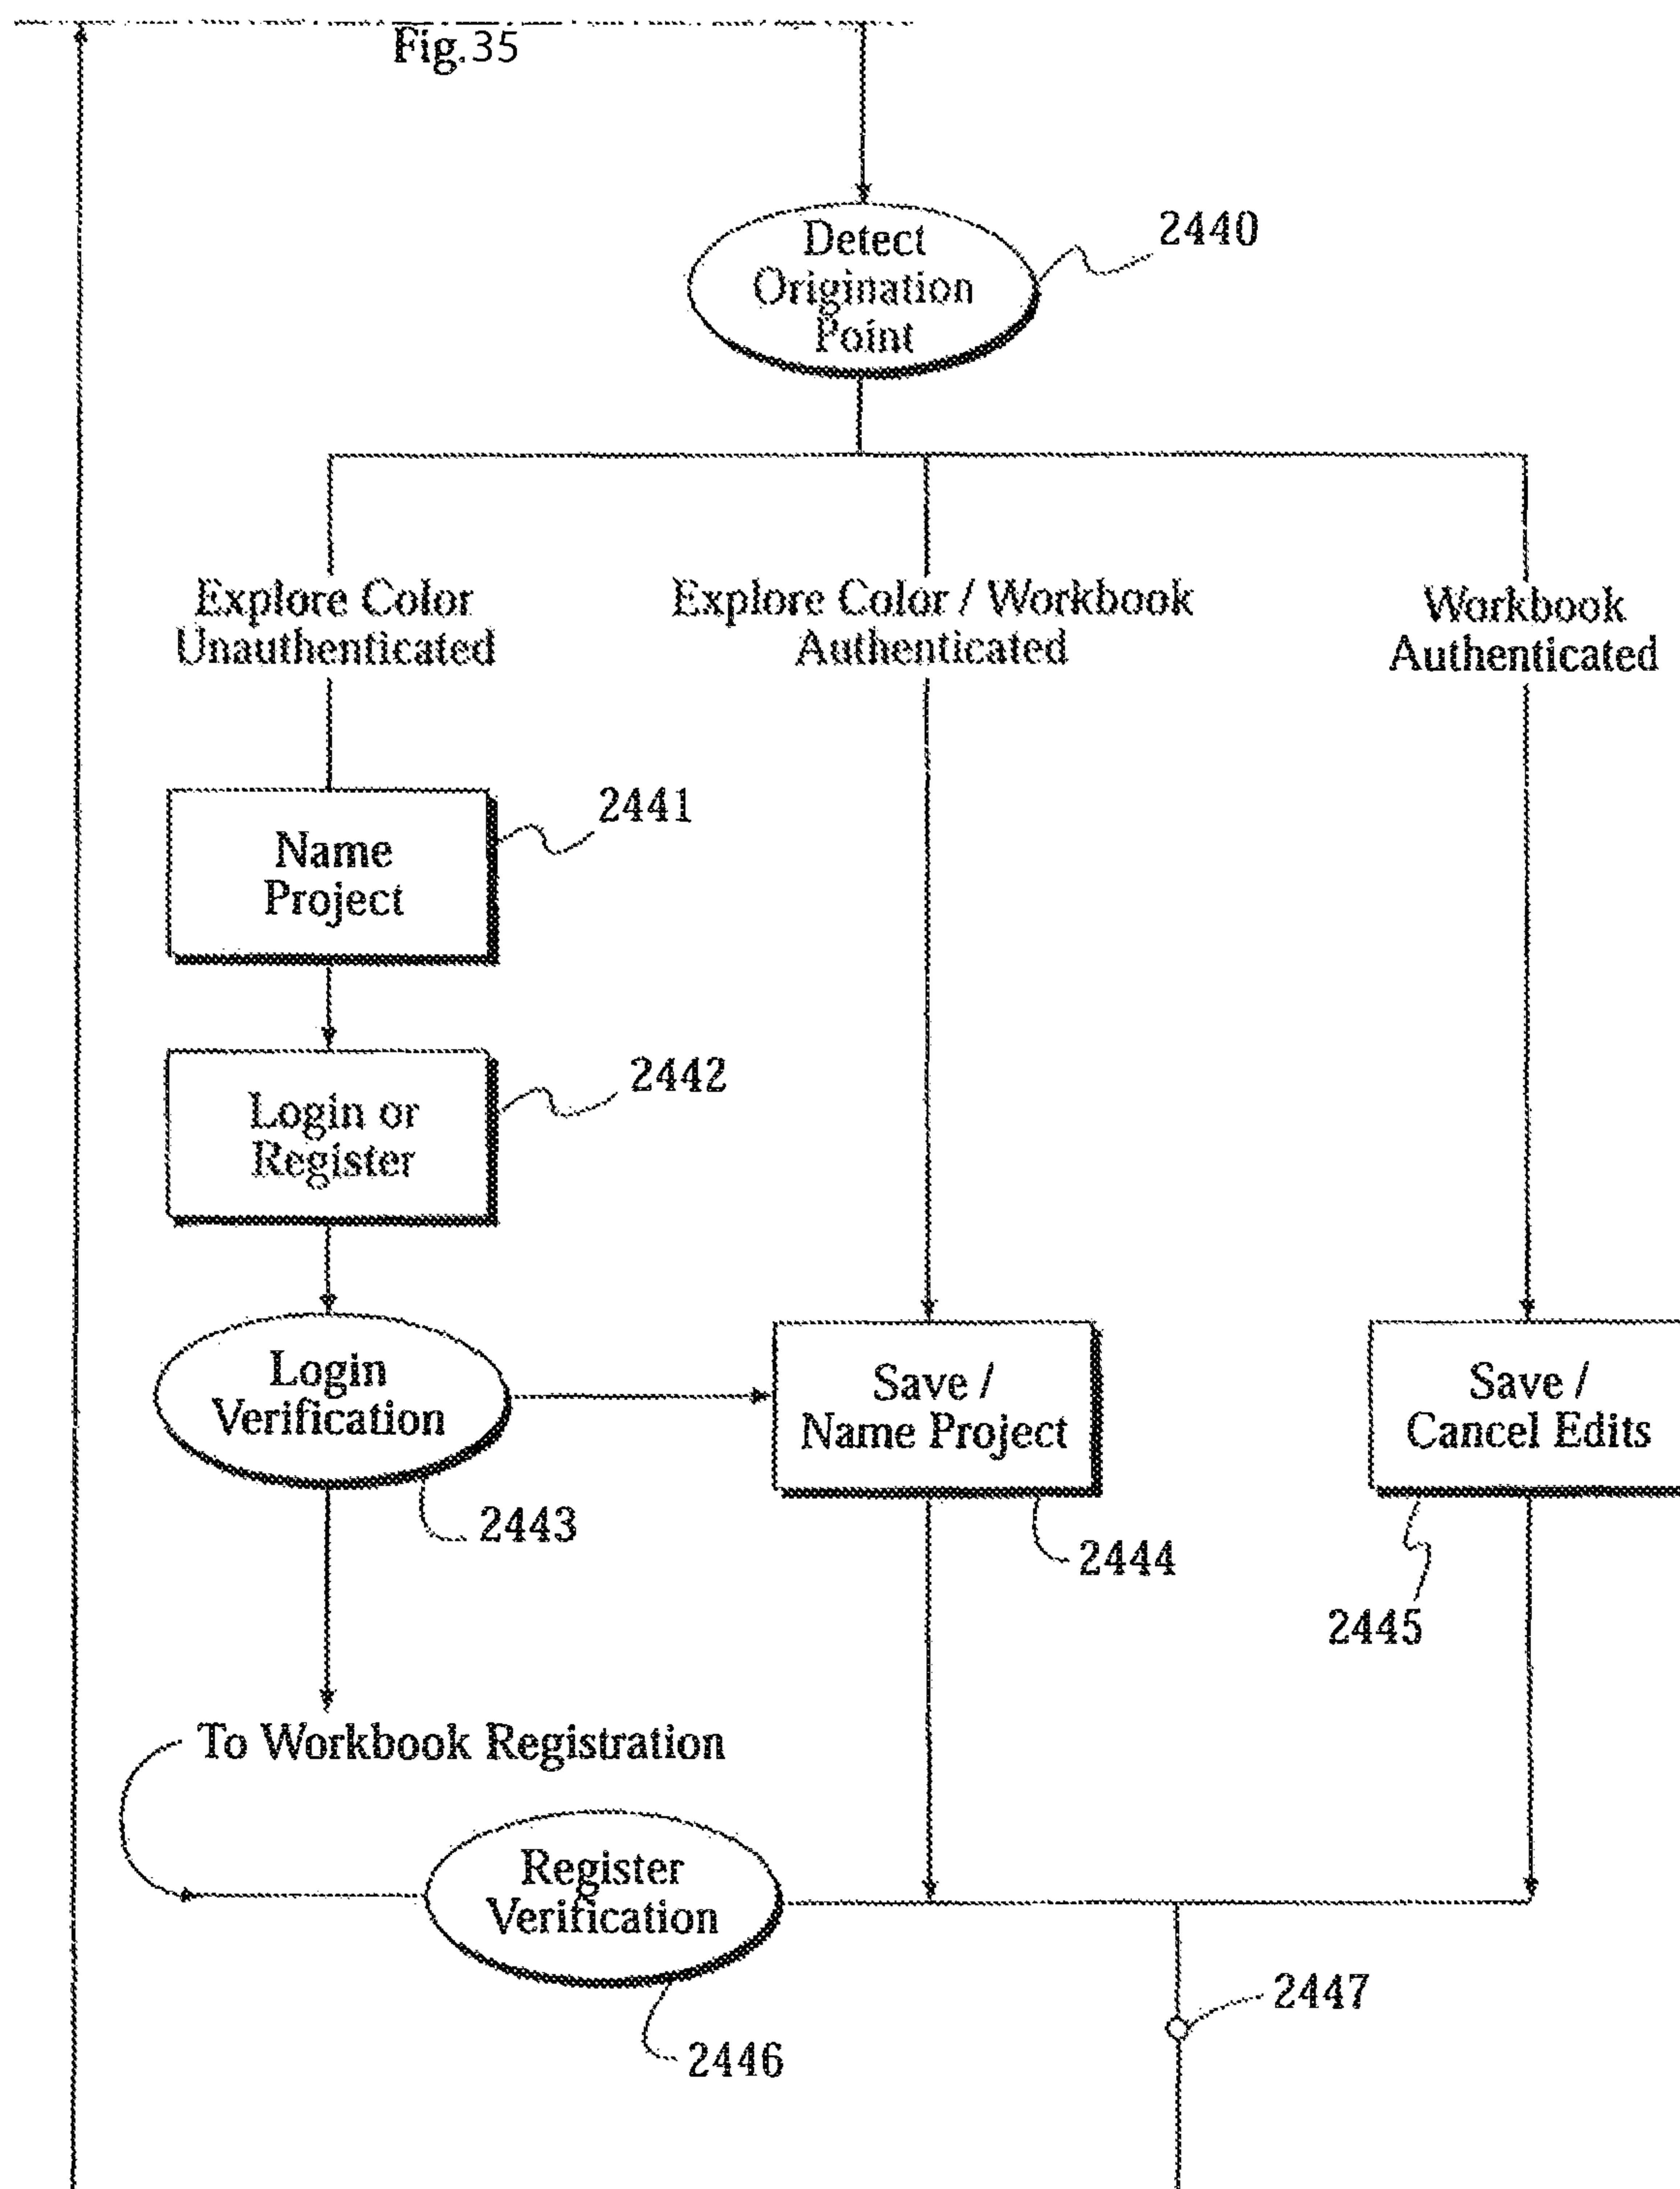 Fig.35
Detect
Origination
Point
2440
Explore Color
Unauthenticated
Explore Color / Workbook
Authenticated
Workbook
Authenticated
Name
Project
2441
Login or
Register
2442
Login
Verification
2443
Save /
Name Project
2444
Save /
Cancel Edits
2445
To Workbook Registration
Register
Verification
2446
2447